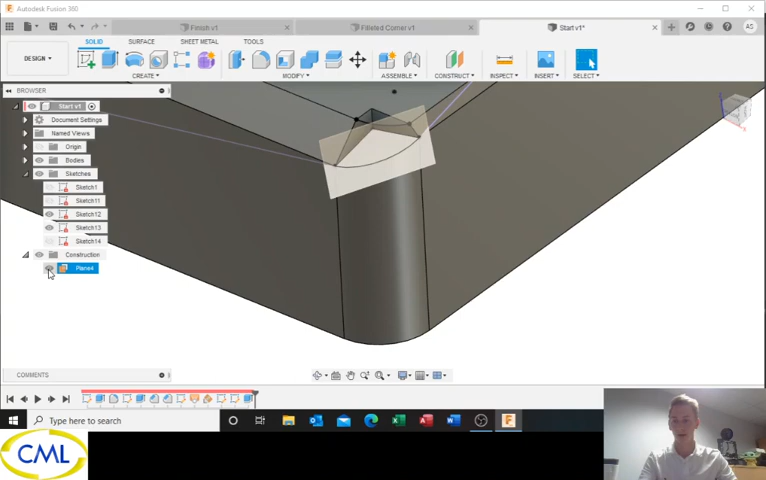 Autodesk Fusion 360
Finish v1
Filleted Corner v1
Start v1*
AS
SOLID SURFACE SHEET METAL TOOLS
DESIGN
CREATE MODIFY ASSEMBLE CONSTRUCT INSPECT INSERT SELECT
BROWSER
Start v1
Document Settings
Named Views
Origin
Bodies
Sketches
Sketch1
Sketch11
Sketch12
Sketch13
Sketch14
Construction
Plane4
COMMENTS
Type here to search
CML